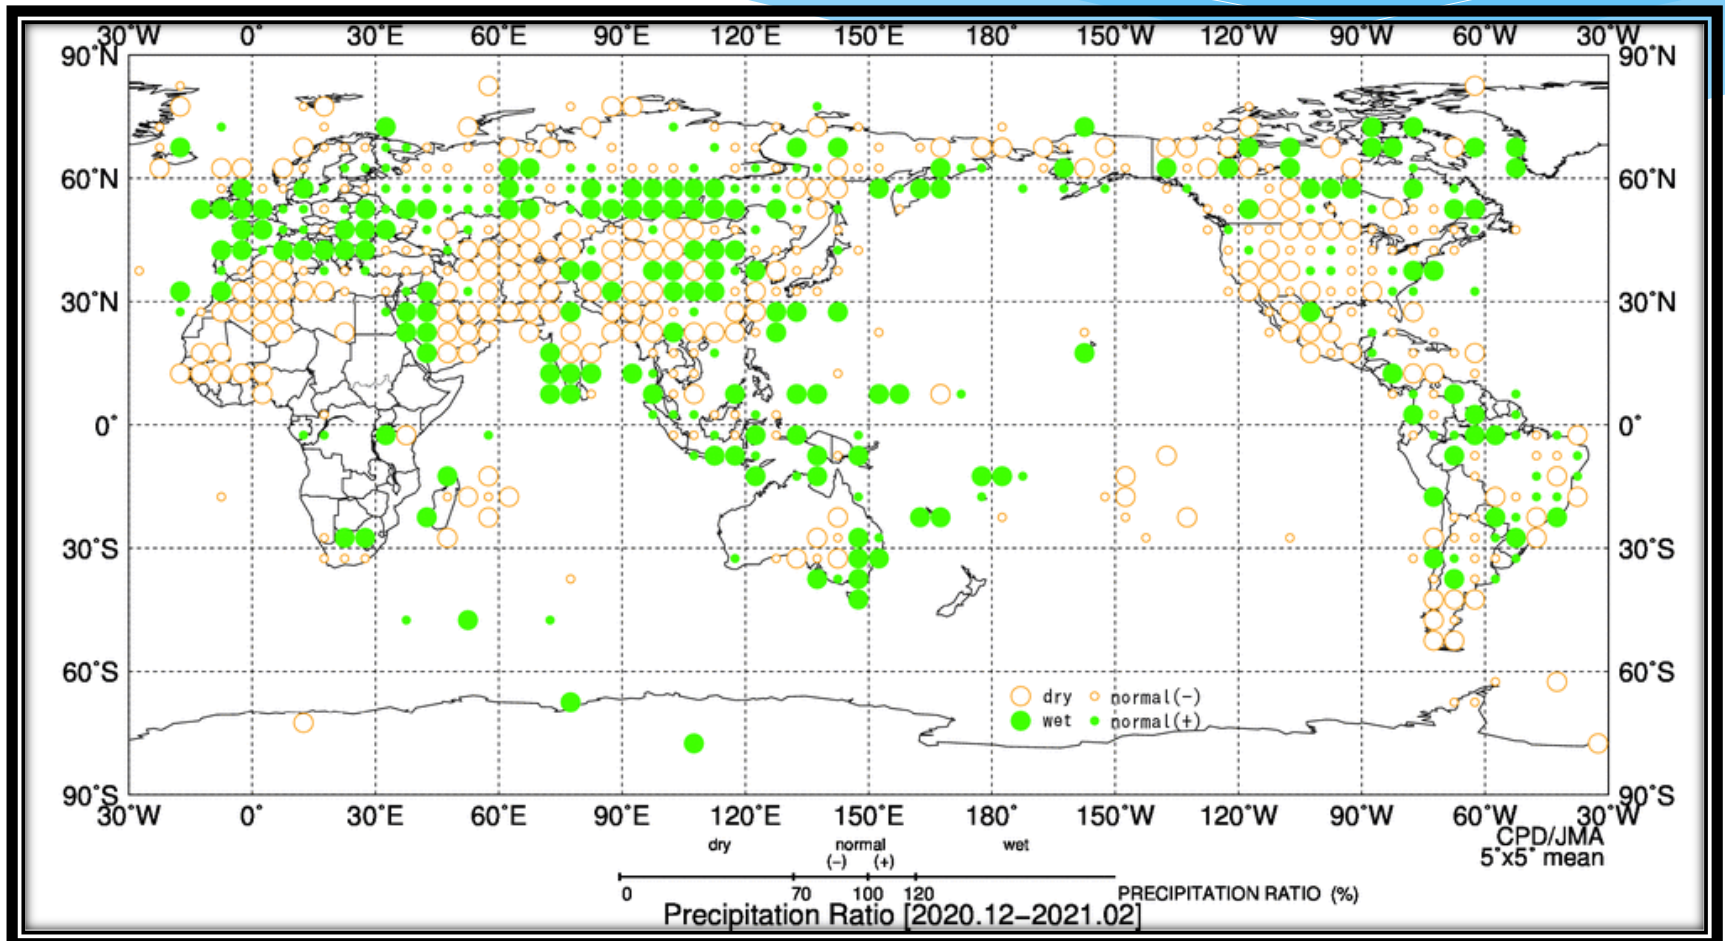 30˚W 0˚ 30˚E 60˚E 90˚E 120˚E 150˚E 180˚ 150˚W 120˚W 90˚W 60˚W 30˚W
90˚N 90˚N
60˚N 60˚N
30˚N 30˚N
0˚ 0˚
30˚S 30˚S
60˚S 60˚S
dry normal(-)
wet normal(+)
90˚S 90˚S
30˚W 0˚ 30˚E 60˚E 90˚E 120˚E 150˚E 180˚ 150˚W 120˚W 90˚W 60˚W 30˚W
CPD/JMA
5˚x5˚ mean
dry normal wet
(-) (+)
0 70 100 120 PRECIPITATION RATIO (%)
Precipitation Ratio [2020.12-2021.02]